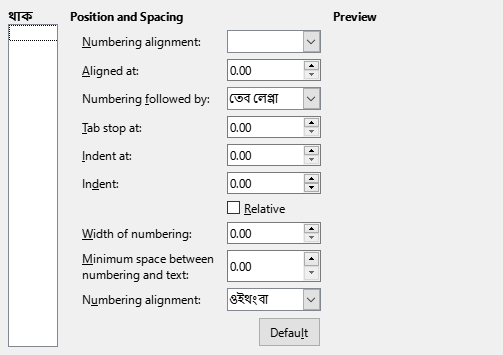 থাক
Position and Spacing
Preview
Numbering alignment:
Aligned at: 0.00
Numbering followed by: তেব লেপ্পা
Tab stop at: 0.00
Indent at: 0.00
Indent: 0.00
Relative
Width of numbering: 0.00
Minimum space between
numbering and text: 0.00
Numbering alignment: ওইথংবা
Default